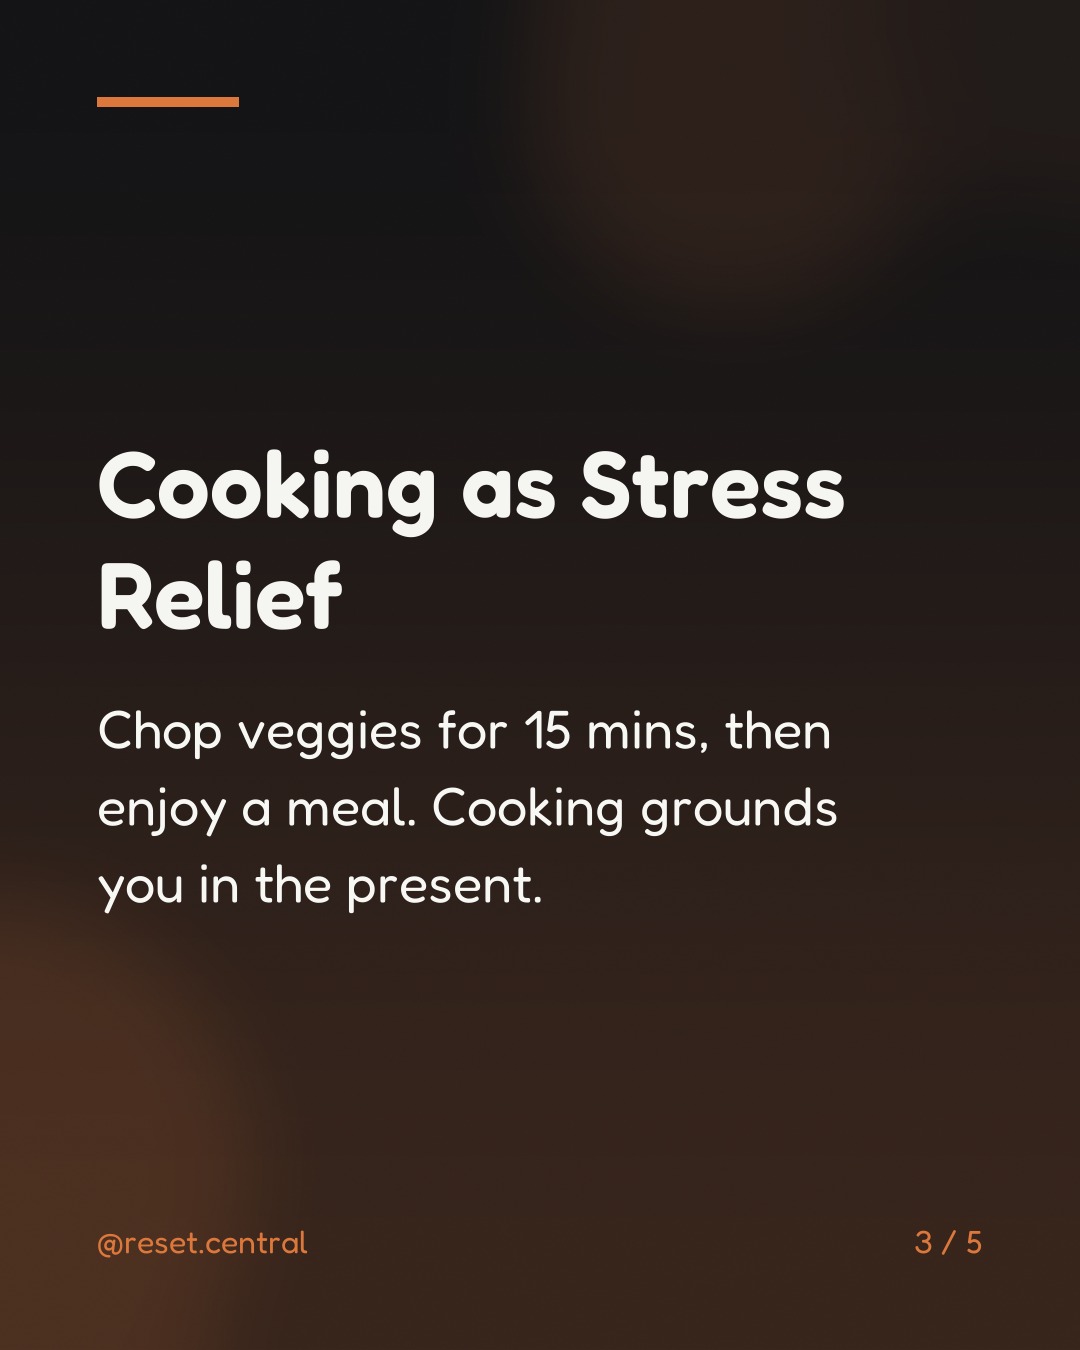 Cooking as Stress
Relief
Chop veggies for 15 mins, then
enjoy a meal. Cooking grounds
you in the present.
@reset.central
3 / 5